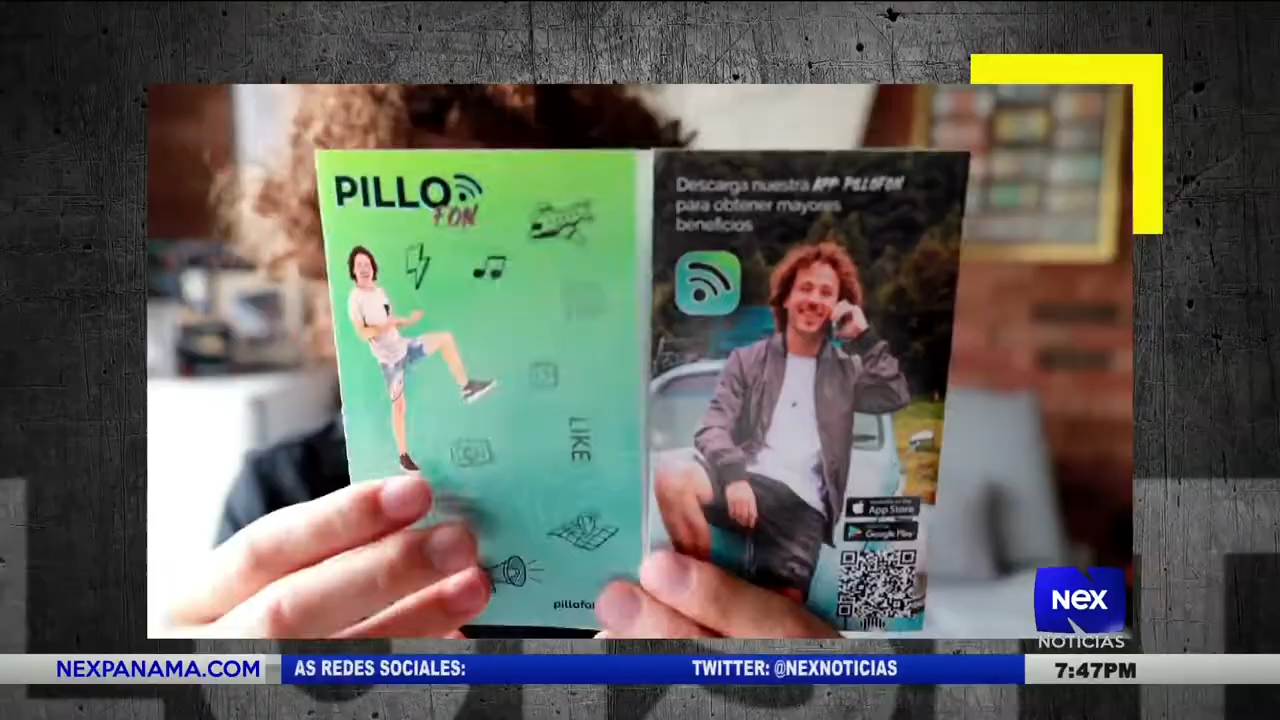 PILLO
FON
LIKE
pillofon
Descarga nuestra APP PILLOFON
para obtener mayores
beneficios
App Store
Google Play
nex
NOTICIAS
NEXPANAMA.COM
AS REDES SOCIALES:
TWITTER: @NEXNOTICIAS
7:47PM